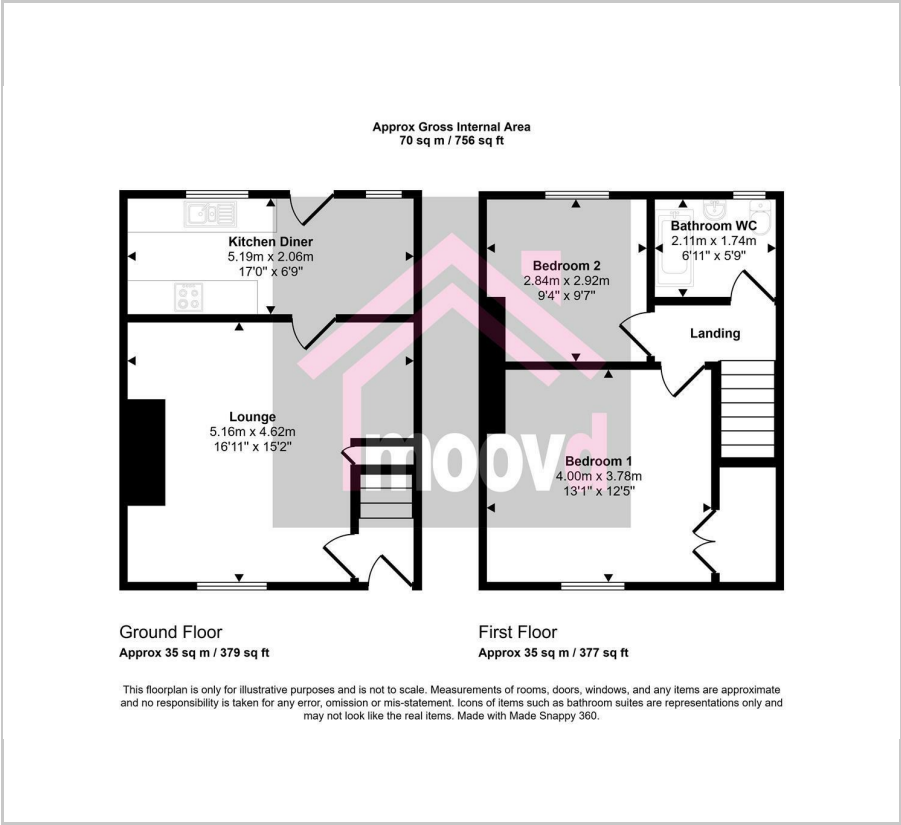 Approx Gross Internal Area
70 sq m / 756 sq ft
Kitchen Diner
5.19m x 2.06m
17'0" x 6'9"
Lounge
5.16m x 4.62m
16'11" x 15'2"
Bedroom 2
2.84m x 2.92m
9'4" x 9'7"
Bathroom WC
2.11m x 1.74m
6'11" x 5'9"
Landing
Bedroom 1
4.00m x 3.78m
13'1" x 12'5"
moovd
Ground Floor
Approx 35 sq m / 379 sq ft
First Floor
Approx 35 sq m / 377 sq ft
This floorplan is only for illustrative purposes and is not to scale. Measurements of rooms, doors, windows, and any items are approximate
and no responsibility is taken for any error, omission or mis-statement. Icons of items such as bathroom suites are representations only and
may not look like the real items. Made with Made Snappy 360.